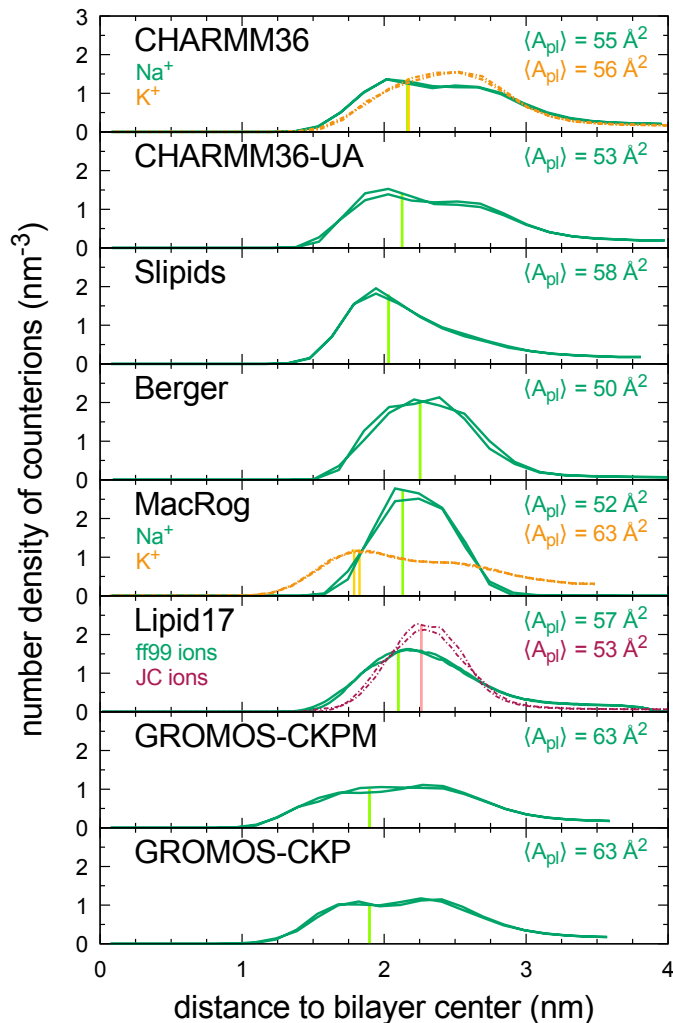 number density of counterions (nm⁻³)
CHARMM36
Na⁺
K⁺
⟨Aₚₗ⟩ = 55 Å²
⟨Aₚₗ⟩ = 56 Å²
3
2
1
0
CHARMM36-UA
⟨Aₚₗ⟩ = 53 Å²
2
1
0
Slipids
⟨Aₚₗ⟩ = 58 Å²
2
1
0
Berger
⟨Aₚₗ⟩ = 50 Å²
2
1
0
MacRog
Na⁺
K⁺
⟨Aₚₗ⟩ = 52 Å²
⟨Aₚₗ⟩ = 63 Å²
2
1
0
Lipid17
ff99 ions
JC ions
⟨Aₚₗ⟩ = 57 Å²
⟨Aₚₗ⟩ = 53 Å²
2
1
0
GROMOS-CKPM
⟨Aₚₗ⟩ = 63 Å²
2
1
0
GROMOS-CKP
⟨Aₚₗ⟩ = 63 Å²
2
1
0
0 1 2 3 4
distance to bilayer center (nm)